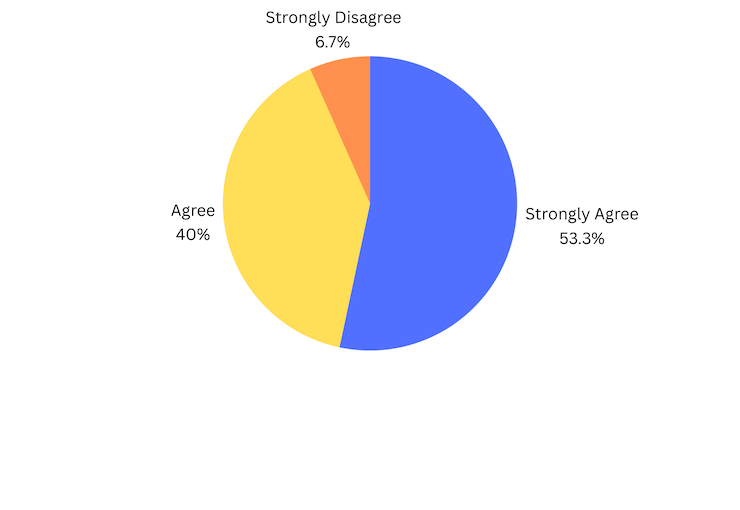 Strongly Disagree
6.7%
Agree
40%
Strongly Agree
53.3%